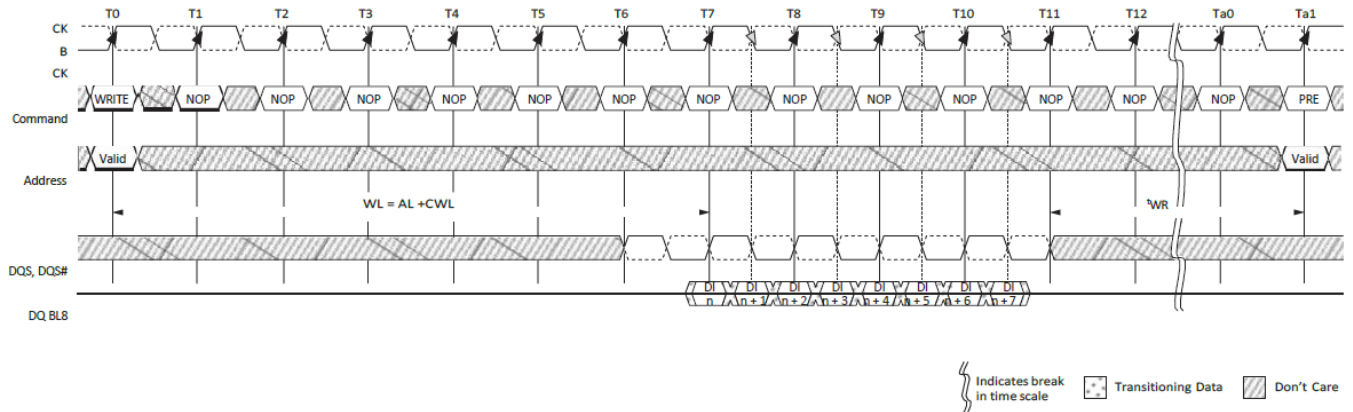 T0 T1 T2 T3 T4 T5 T6 T7 T8 T9 T10 T11 T12 Ta0 Ta1
CK
B
CK
WRITE NOP NOP NOP NOP NOP NOP NOP NOP NOP NOP NOP NOP NOP PRE
Command
Valid Valid
Address
WL = AL +CWL tWR
DQS, DQS#
DI DI DI DI DI DI DI DI
n n + 1 n + 2 n + 3 n + 4 n + 5 n + 6 n + 7
DQ BL8
Indicates break
in time scale
Transitioning Data
Don't Care